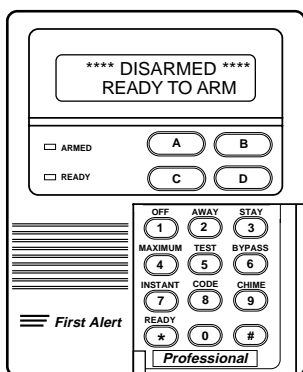 **** DISARMED ****
READY TO ARM
ARMED
READY
A
B
C
D
OFF AWAY STAY
1 2 3
MAXIMUM TEST BYPASS
4 5 6
INSTANT CODE CHIME
7 8 9
READY
* 0 #
First Alert
Professional